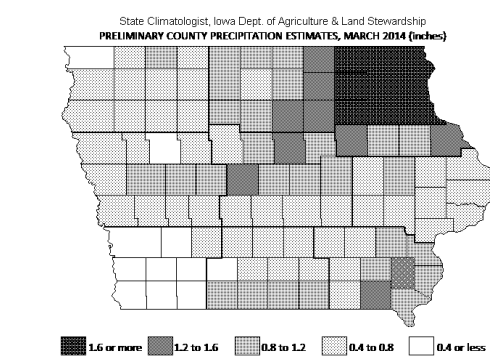 State Climatologist, Iowa Dept. of Agriculture & Land Stewardship
PRELIMINARY COUNTY PRECIPITATION ESTIMATES, MARCH 2014 (inches)
1.6 or more 1.2 to 1.6 0.8 to 1.2 0.4 to 0.8 0.4 or less